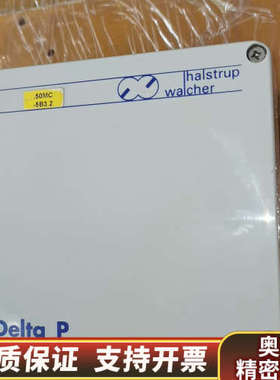 .50MC
-5B3.2
halstrup
walcher
Delta P
质保证 支持开票
奥
精密